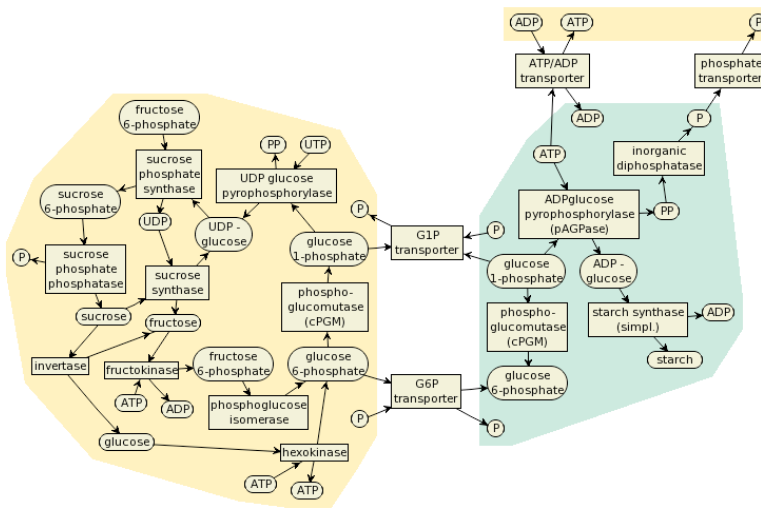 ADP
ATP
P
ATP/ADP
transporter
phosphate
transporter
ADP
P
ATP
inorganic
diphosphatase
ADPglucose
pyrophosphorylase
(pAGPase)
PP
fructose
6-phosphate
sucrose
phosphate
synthase
PP
UTP
UDP glucose
pyrophosphorylase
sucrose
6-phosphate
UDP
UDP -
glucose
P
glucose
1-phosphate
G1P
transporter
P
glucose
1-phosphate
ADP -
glucose
P
sucrose
phosphate
phosphatase
sucrose
synthase
sucrose
fructose
phospho-
glucomutase
(cPGM)
phospho-
glucomutase
(cPGM)
starch synthase
(simpl.)
ADP
starch
invertase
fructokinase
fructose
6-phosphate
glucose
6-phosphate
G6P
transporter
glucose
6-phosphate
ATP
ADP
phosphoglucose
isomerase
P
P
glucose
hexokinase
ATP
ATP